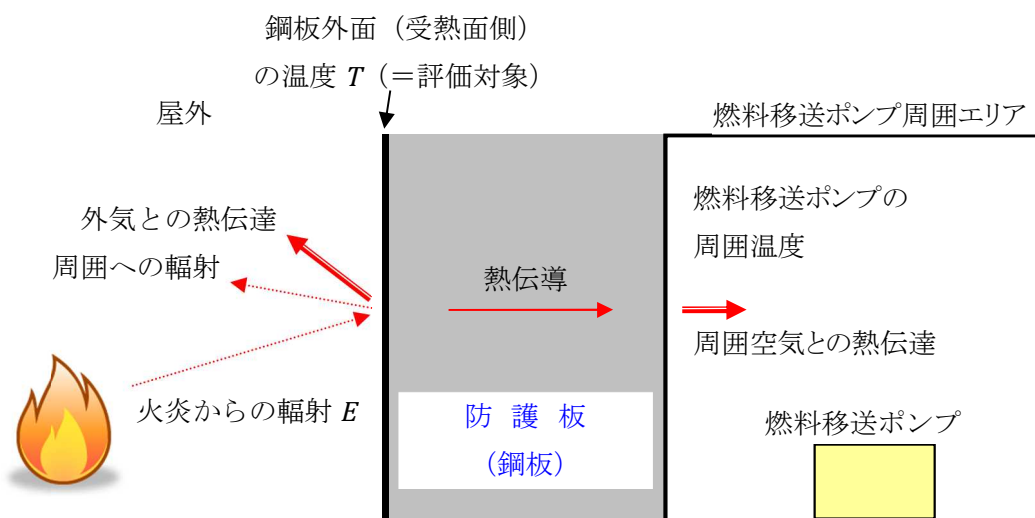 鋼板外面（受熱面側）
の温度 T（＝評価対象）
屋外
燃料移送ポンプ周囲エリア
外気との熱伝達
周囲への輻射
熱伝導
燃料移送ポンプの
周囲温度
周囲空気との熱伝達
火炎からの輻射 E
防 護 板
（鋼板）
燃料移送ポンプ